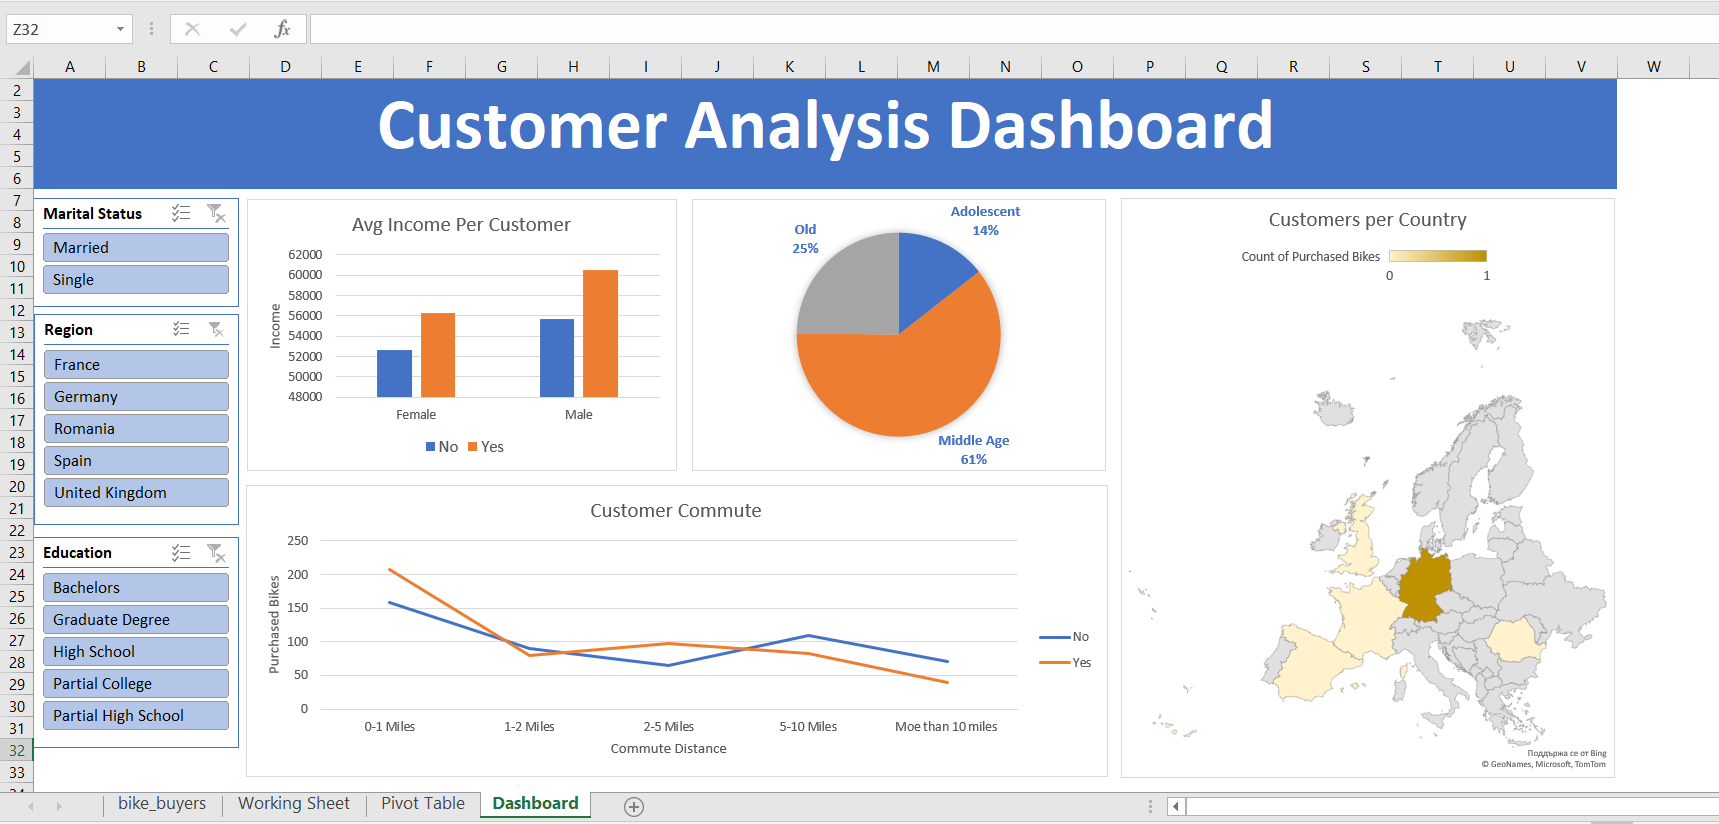 Z32
fx
A B C D E F G H I J K L M N O P Q R S T U V W
2
3
4
5
6
7
8
9
10
11
12
13
14
15
16
17
18
19
20
21
22
23
24
25
26
27
28
29
30
31
32
33
Customer Analysis Dashboard
Marital Status
Married
Single
Region
France
Germany
Romania
Spain
United Kingdom
Education
Bachelors
Graduate Degree
High School
Partial College
Partial High School
Avg Income Per Customer
Income
62000
60000
58000
56000
54000
52000
50000
48000
Female Male
No Yes
Adolescent
14%
Old
25%
Middle Age
61%
Customer Commute
Purchased Bikes
250
200
150
100
50
0
0-1 Miles 1-2 Miles 2-5 Miles 5-10 Miles Moe than 10 miles
Commute Distance
No
Yes
Customers per Country
Count of Purchased Bikes
0 1
Поддържа се от Bing
© GeoNames, Microsoft, TomTom
bike_buyers Working Sheet Pivot Table Dashboard